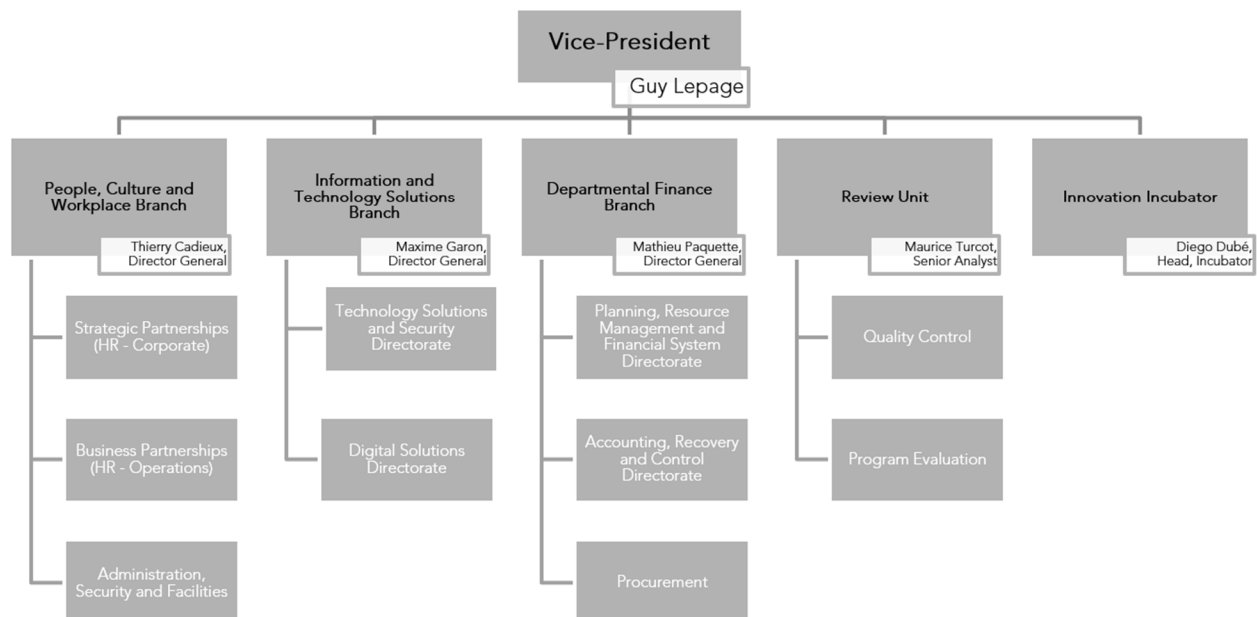 Vice-President
Guy Lepage
People, Culture and
Workplace Branch
Thierry Cadieux,
Director General
Strategic Partnerships
(HR - Corporate)
Business Partnerships
(HR - Operations)
Administration,
Security and Facilities
Information and
Technology Solutions
Branch
Maxime Garon,
Director General
Technology Solutions
and Security
Directorate
Digital Solutions
Directorate
Departmental Finance
Branch
Mathieu Paquette,
Director General
Planning, Resource
Management and
Financial System
Directorate
Accounting, Recovery
and Control
Directorate
Procurement
Review Unit
Maurice Turcot,
Senior Analyst
Quality Control
Program Evaluation
Innovation Incubator
Diego Dubé,
Head, Incubator